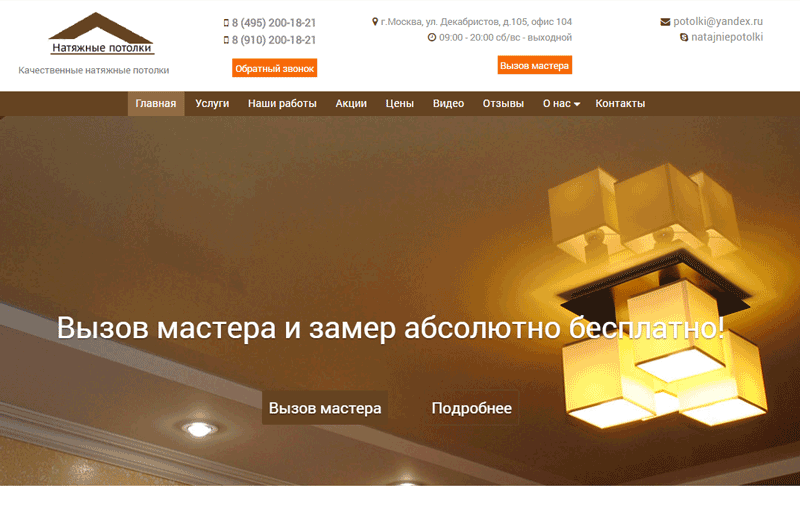 Натяжные потолки
Качественные натяжные потолки
8 (495) 200-18-21
8 (910) 200-18-21
Обратный звонок
г.Москва, ул. Декабристов, д.105, офис 104
09:00 - 20:00 сб/вс - выходной
Вызов мастера
potolki@yandex.ru
natajniepotolki
Главная Услуги Наши работы Акции Цены Видео Отзывы О нас Контакты
Вызов мастера и замер абсолютно бесплатно!
Вызов мастера Подробнее